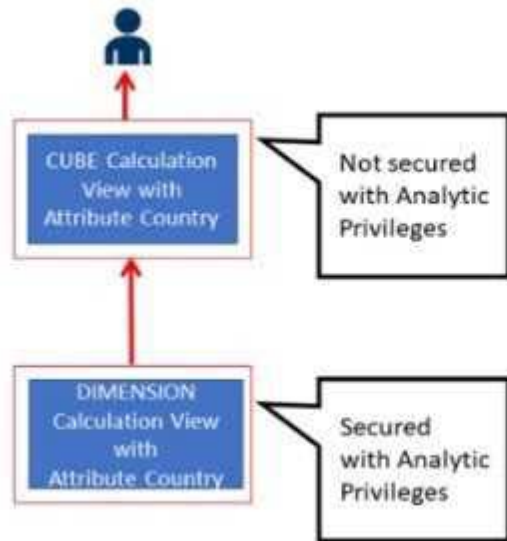 CUBE Calculation
View with
Attribute Country
Not secured
with Analytic
Privileges
DIMENSION
Calculation View
with
Attribute Country
Secured
with Analytic
Privileges